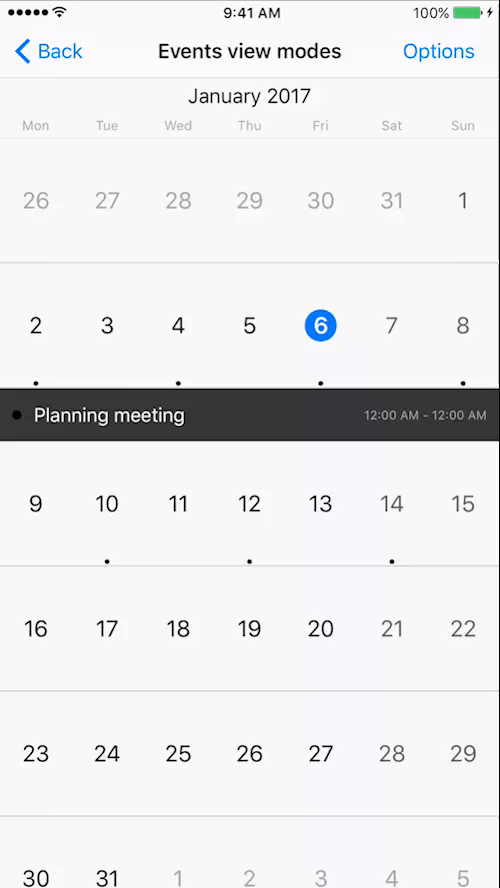 9:41 AM 100%
Back Events view modes Options
January 2017
Mon Tue Wed Thu Fri Sat Sun
26 27 28 29 30 31 1
2 3 4 5 6 7 8
Planning meeting 12:00 AM - 12:00 AM
9 10 11 12 13 14 15
16 17 18 19 20 21 22
23 24 25 26 27 28 29
30 31 1 2 3 4 5